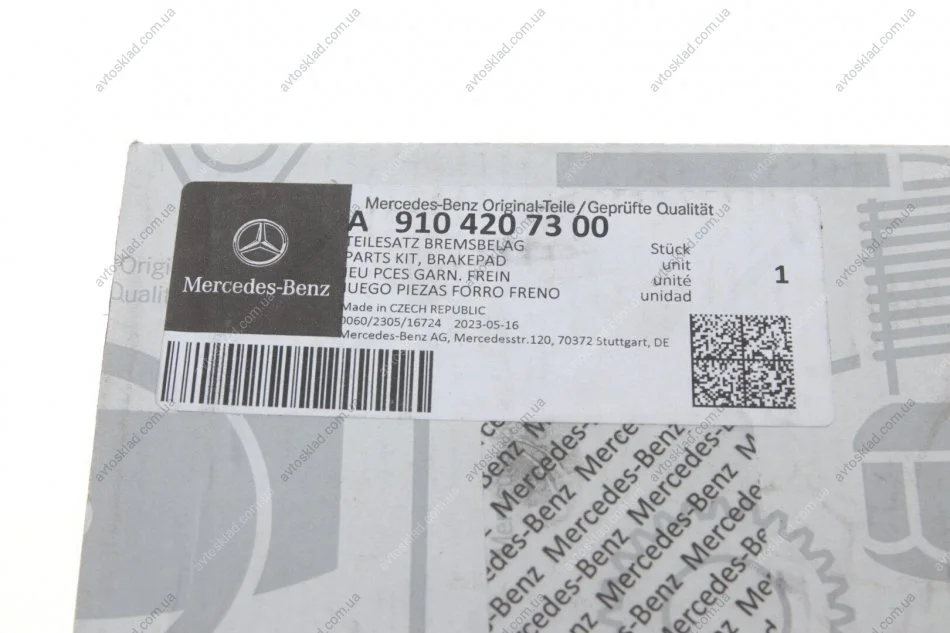 Mercedes-Benz Original-Teile/Geprüfte Qualität
A 910 420 73 00
TEILESATZ BREMSBELAG
PARTS KIT, BRAKEPAD
JEU PCES GARN. FREIN
JUEGO PIEZAS FORRO FRENO
Stück
unit
unité
unidad
1
Made in CZECH REPUBLIC
0060/2305/16724 2023-05-16
Mercedes-Benz AG, Mercedesstr.120, 70372 Stuttgart, DE
Mercedes-Benz
Origi
Qualit
Mercedes-Benz Mercedes-Benz
avtosklad.com.ua